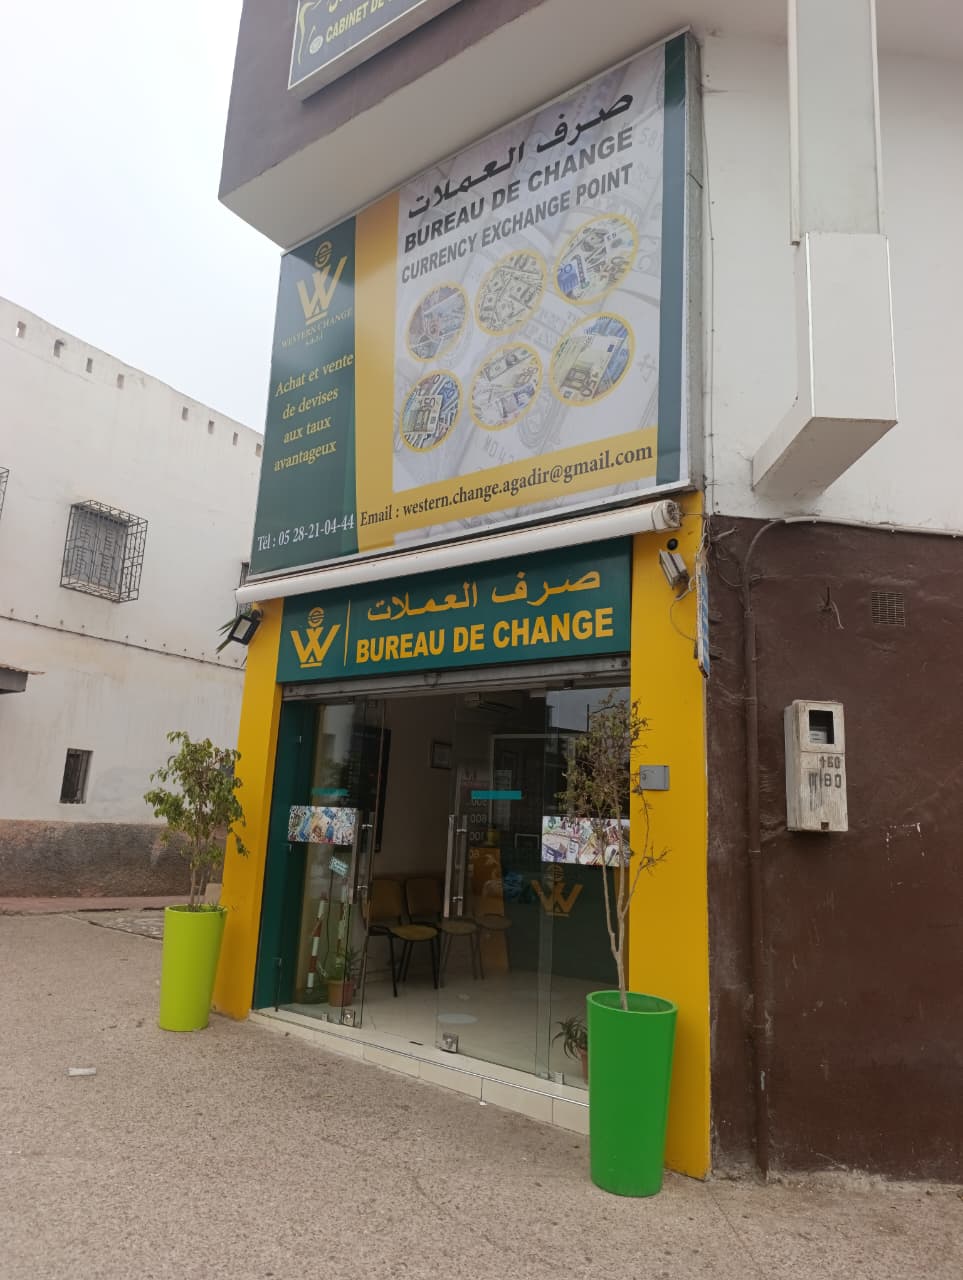 CABINET DE
صرف العملات
BUREAU DE CHANGE
CURRENCY EXCHANGE POINT
W
WESTERN CHANGE
Achat et vente
de devises
aux taux
avantageux
Tél : 05 28-21-04-44
Email : western.change.agadir@gmail.com
صرف العملات
BUREAU DE CHANGE
160